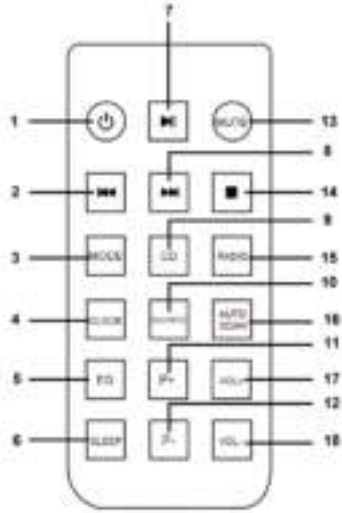 7
1
MUTE
13
8
2
14
9
3
MODE
CD
RADIO
15
10
4
CLOCK
AUTO
SCAN
16
11
5
EQ
P+
VOL+
17
12
6
SLEEP
P-
VOL-
18